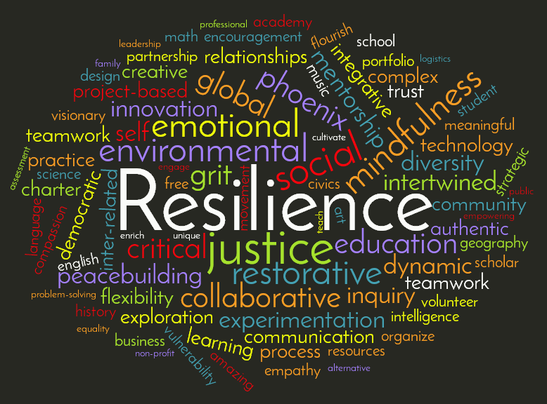 professional
academy
math
encouragement
leadership
flourish
school
partnership
relationships
portfolio
logistics
family
music
integrative
design
creative
global
phoenix
mentorship
complex
project-based
trust
mindfulness
student
visionary
innovation
meaningful
teamwork
self
emotional
cultivate
technology
assessment
practice
environmental
social
diversity
strategic
science
engage
grit
movement
free
civics
intertwined
public
charter
inter-related
Resilience
community
language
compassion
democratic
teach
art
empowering
enrich
unique
authentic
english
critical
justice
education
geography
peacebuilding
restorative
dynamic
scholar
problem-solving
flexibility
collaborative
inquiry
teamwork
volunteer
history
exploration
experimentation
intelligence
equality
vulnerability
learning
communication
organize
business
non-profit
amazing
process
resources
empathy
alternative